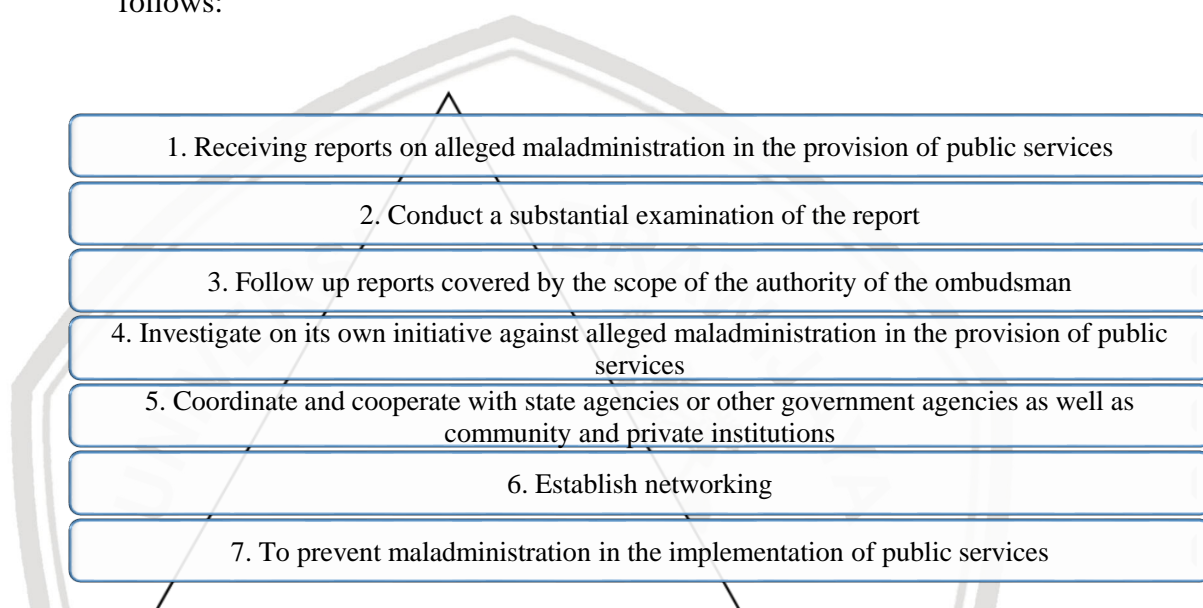 follows:
1. Receiving reports on alleged maladministration in the provision of public services
2. Conduct a substantial examination of the report
3. Follow up reports covered by the scope of the authority of the ombudsman
4. Investigate on its own initiative against alleged maladministration in the provision of public
services
5. Coordinate and cooperate with state agencies or other government agencies as well as
community and private institutions
6. Establish networking
7. To prevent maladministration in the implementation of public services